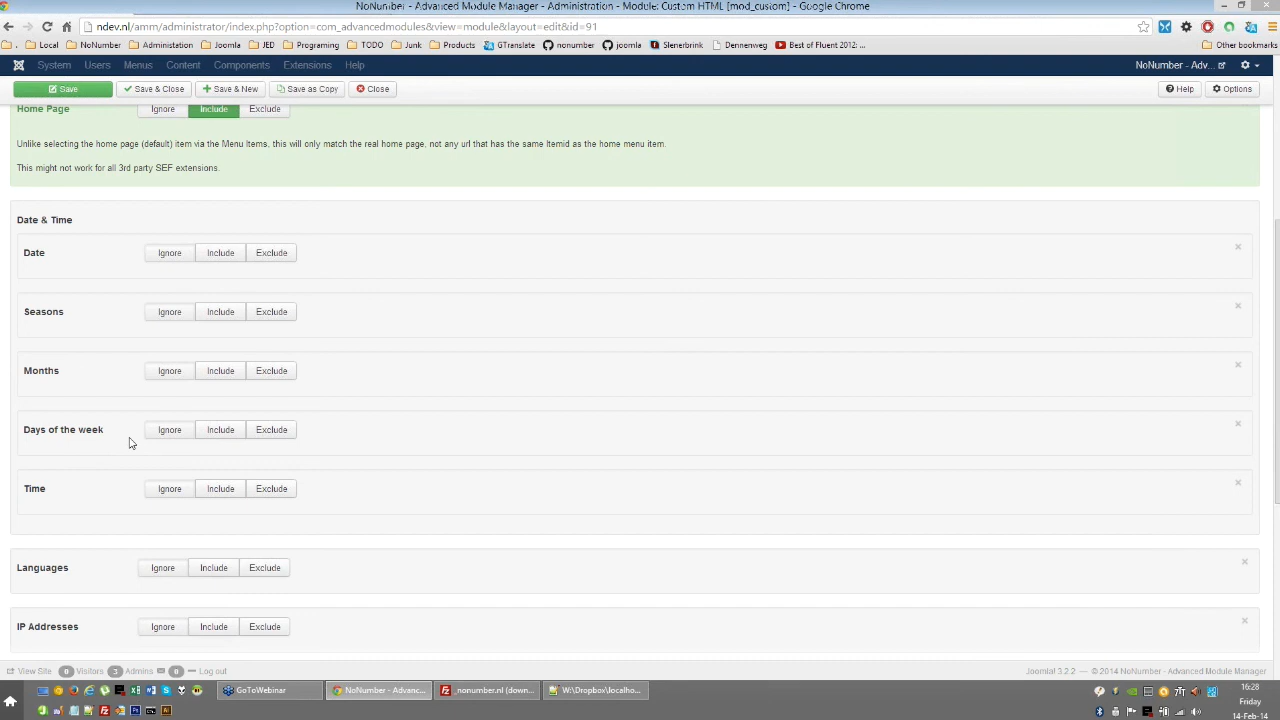 NoNumber - Advanced Module Manager - Administration - Module: Custom HTML [mod_custom] - Google Chrome
ndev.nl/amm/administrator/index.php?option=com_advancedmodules&view=module&layout=edit&id=91
Local NoNumber Administation Joomla JED Programing TODO Junk Products GTranslate nonumber joomla Slenerbrink Dennenweg Best of Fluent 2012: ... Other bookmarks
System Users Menus Content Components Extensions Help NoNumber - Adv...
Save Save & Close Save & New Save as Copy Close Help Options
Home Page Ignore Include Exclude
Unlike selecting the home page (default) item via the Menu Items, this will only match the real home page, not any url that has the same Itemid as the home menu item.
This might not work for all 3rd party SEF extensions.
Date & Time
Date Ignore Include Exclude
Seasons Ignore Include Exclude
Months Ignore Include Exclude
Days of the week Ignore Include Exclude
Time Ignore Include Exclude
Languages Ignore Include Exclude
IP Addresses Ignore Include Exclude
View Site 0 Visitors 3 Admins 0 Log out Joomla! 3.2.2 — © 2014 NoNumber - Advanced Module Manager
GoToWebinar NoNumber - Advanc... _nonumber.nl (down... W:\Dropbox\localho...
16:28
Friday
14-Feb-14